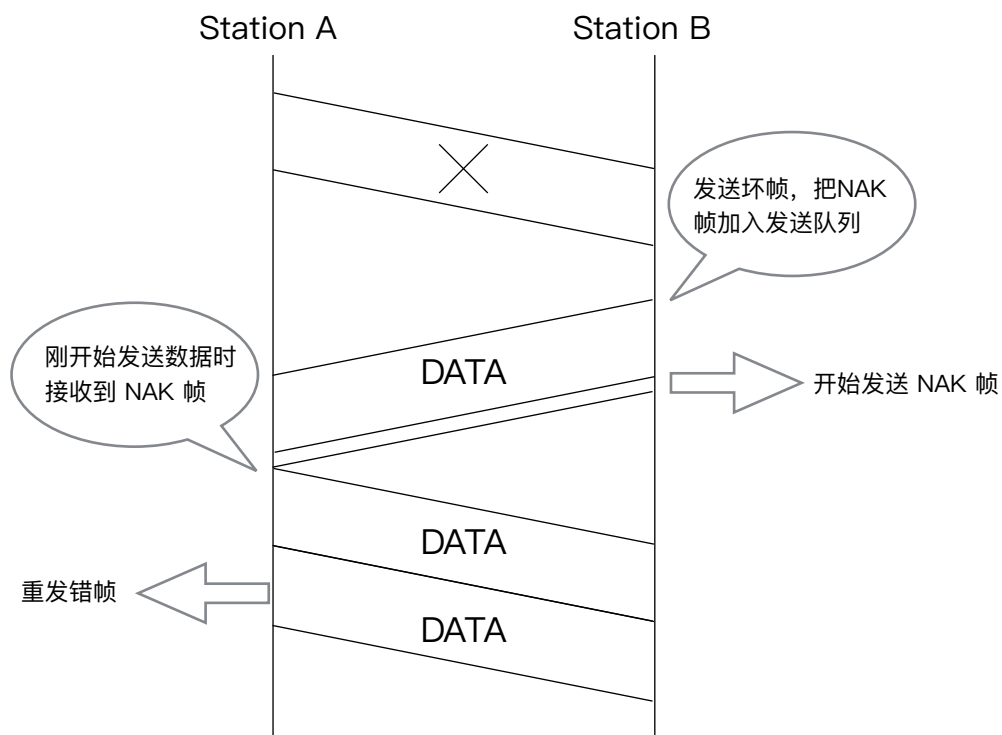 Station A
Station B
发送坏帧，把NAK
帧加入发送队列
刚开始发送数据时
接收到 NAK 帧
DATA
开始发送 NAK 帧
DATA
重发错帧
DATA